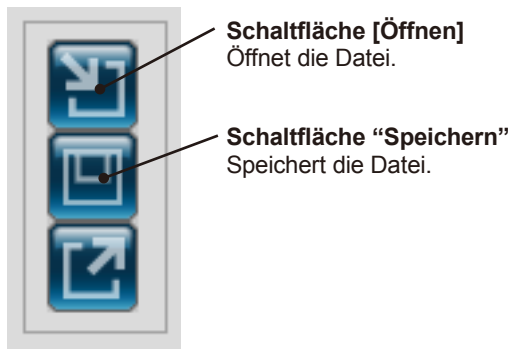 Schaltfläche [Öffnen]
Öffnet die Datei.
Schaltfläche “Speichern”
Speichert die Datei.